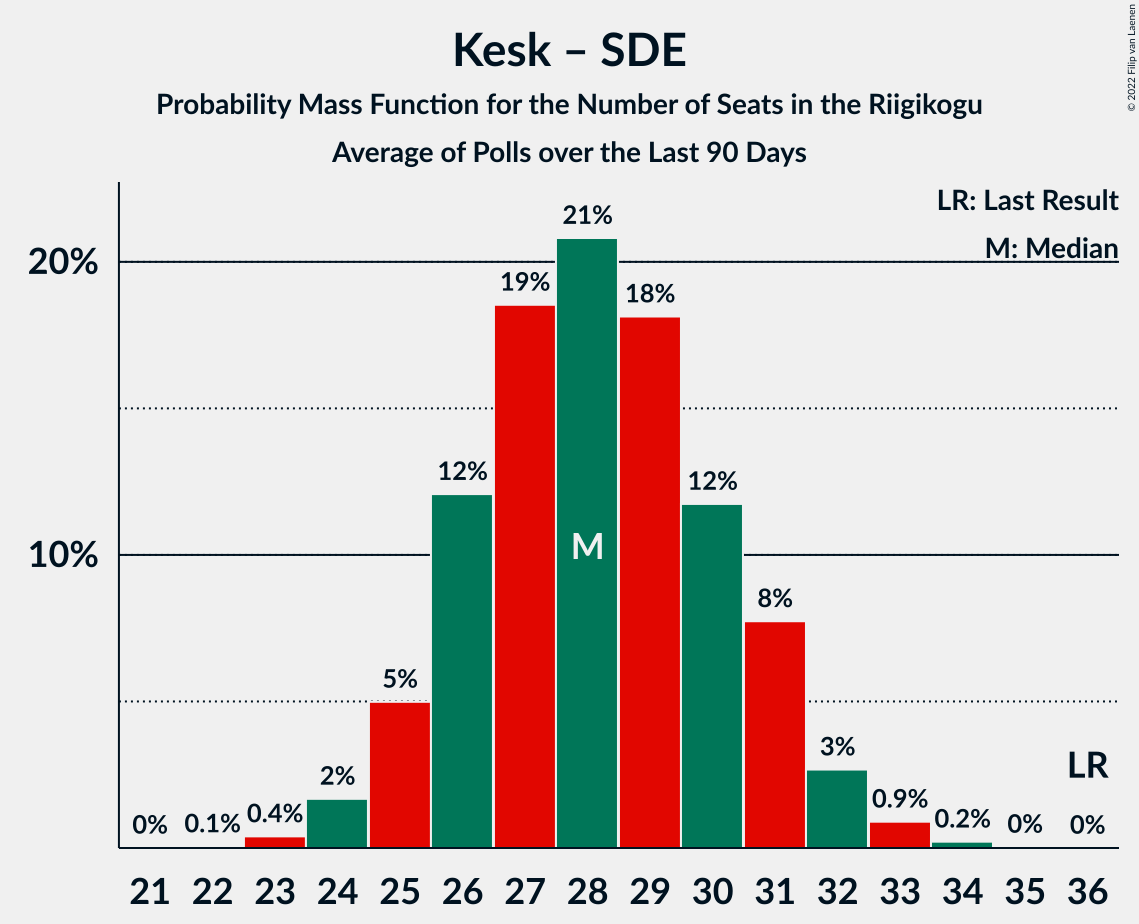 Kesk – SDE
Probability Mass Function for the Number of Seats in the Riigikogu
Average of Polls over the Last 90 Days
© 2022 Filip van Laenen
LR: Last Result
M: Median
20%
10%
0%
0.1%
0.4%
2%
5%
12%
19%
21%
18%
12%
8%
3%
0.9%
0.2%
0%
0%
M
LR
21 22 23 24 25 26 27 28 29 30 31 32 33 34 35 36